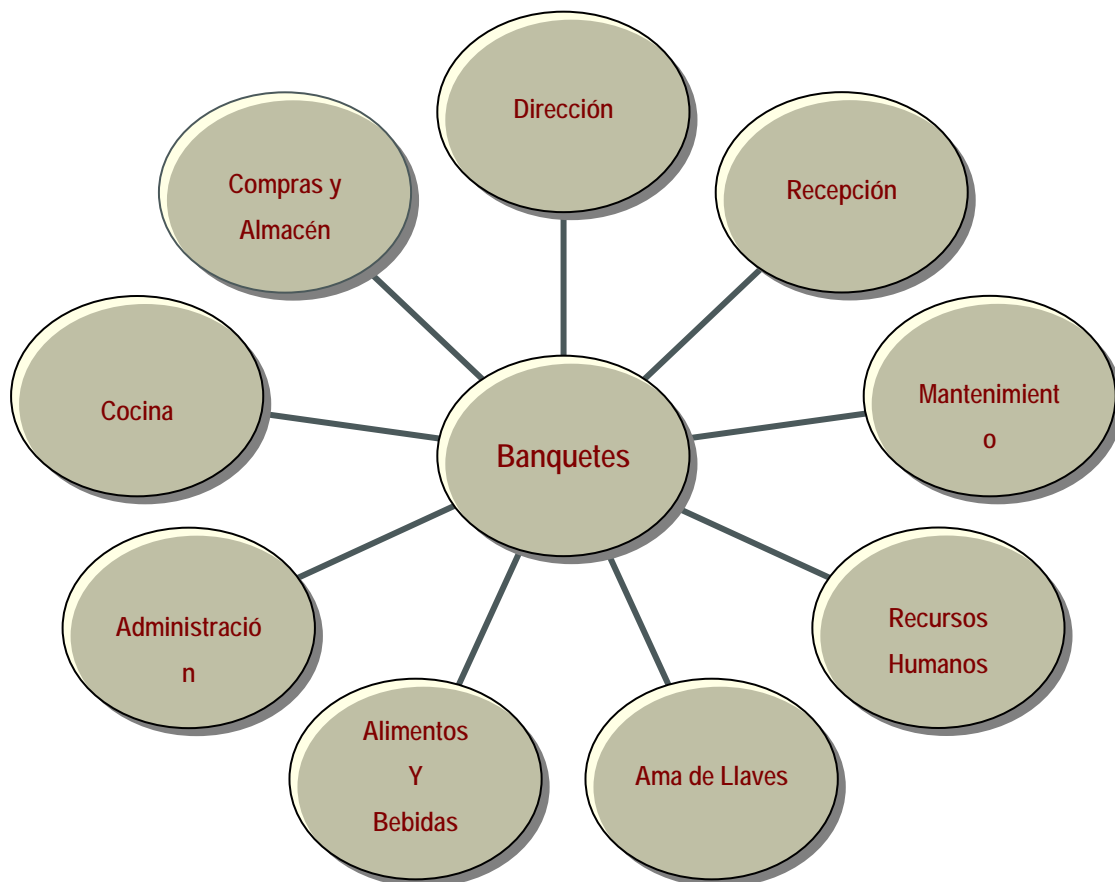 Dirección
Recepción
Compras y
Almacén
Mantenimient
o
Cocina
Banquetes
Recursos
Humanos
Administració
n
Alimentos
Y
Bebidas
Ama de Llaves